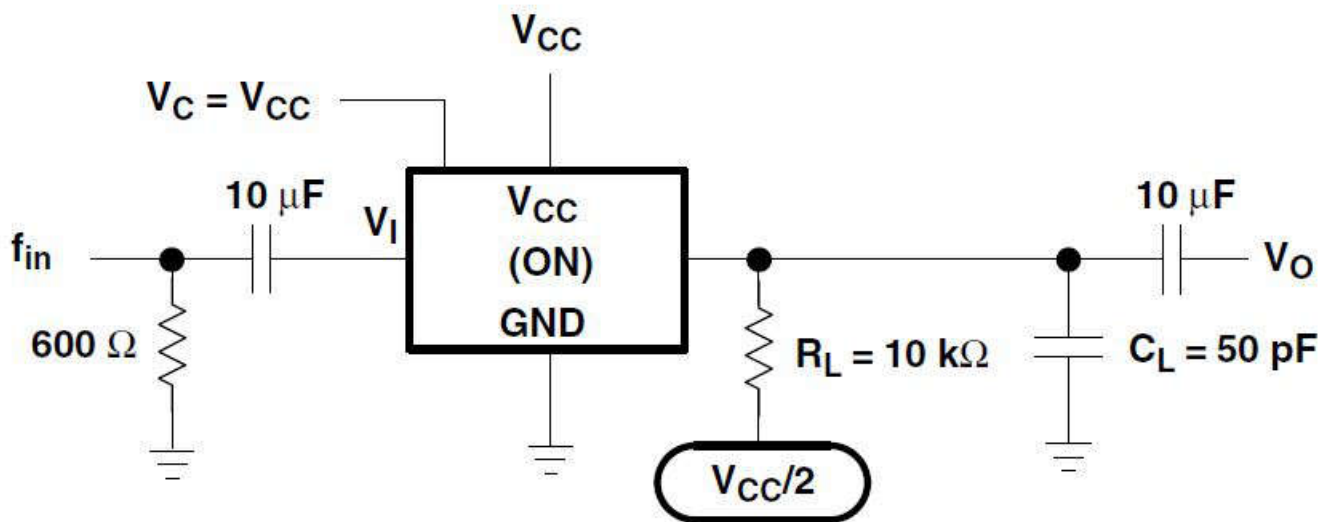 V_CC
V_C = V_CC
10 μF
V_I
V_CC
(ON)
GND
10 μF
f_in
V_O
600 Ω
R_L = 10 kΩ
C_L = 50 pF
V_CC/2